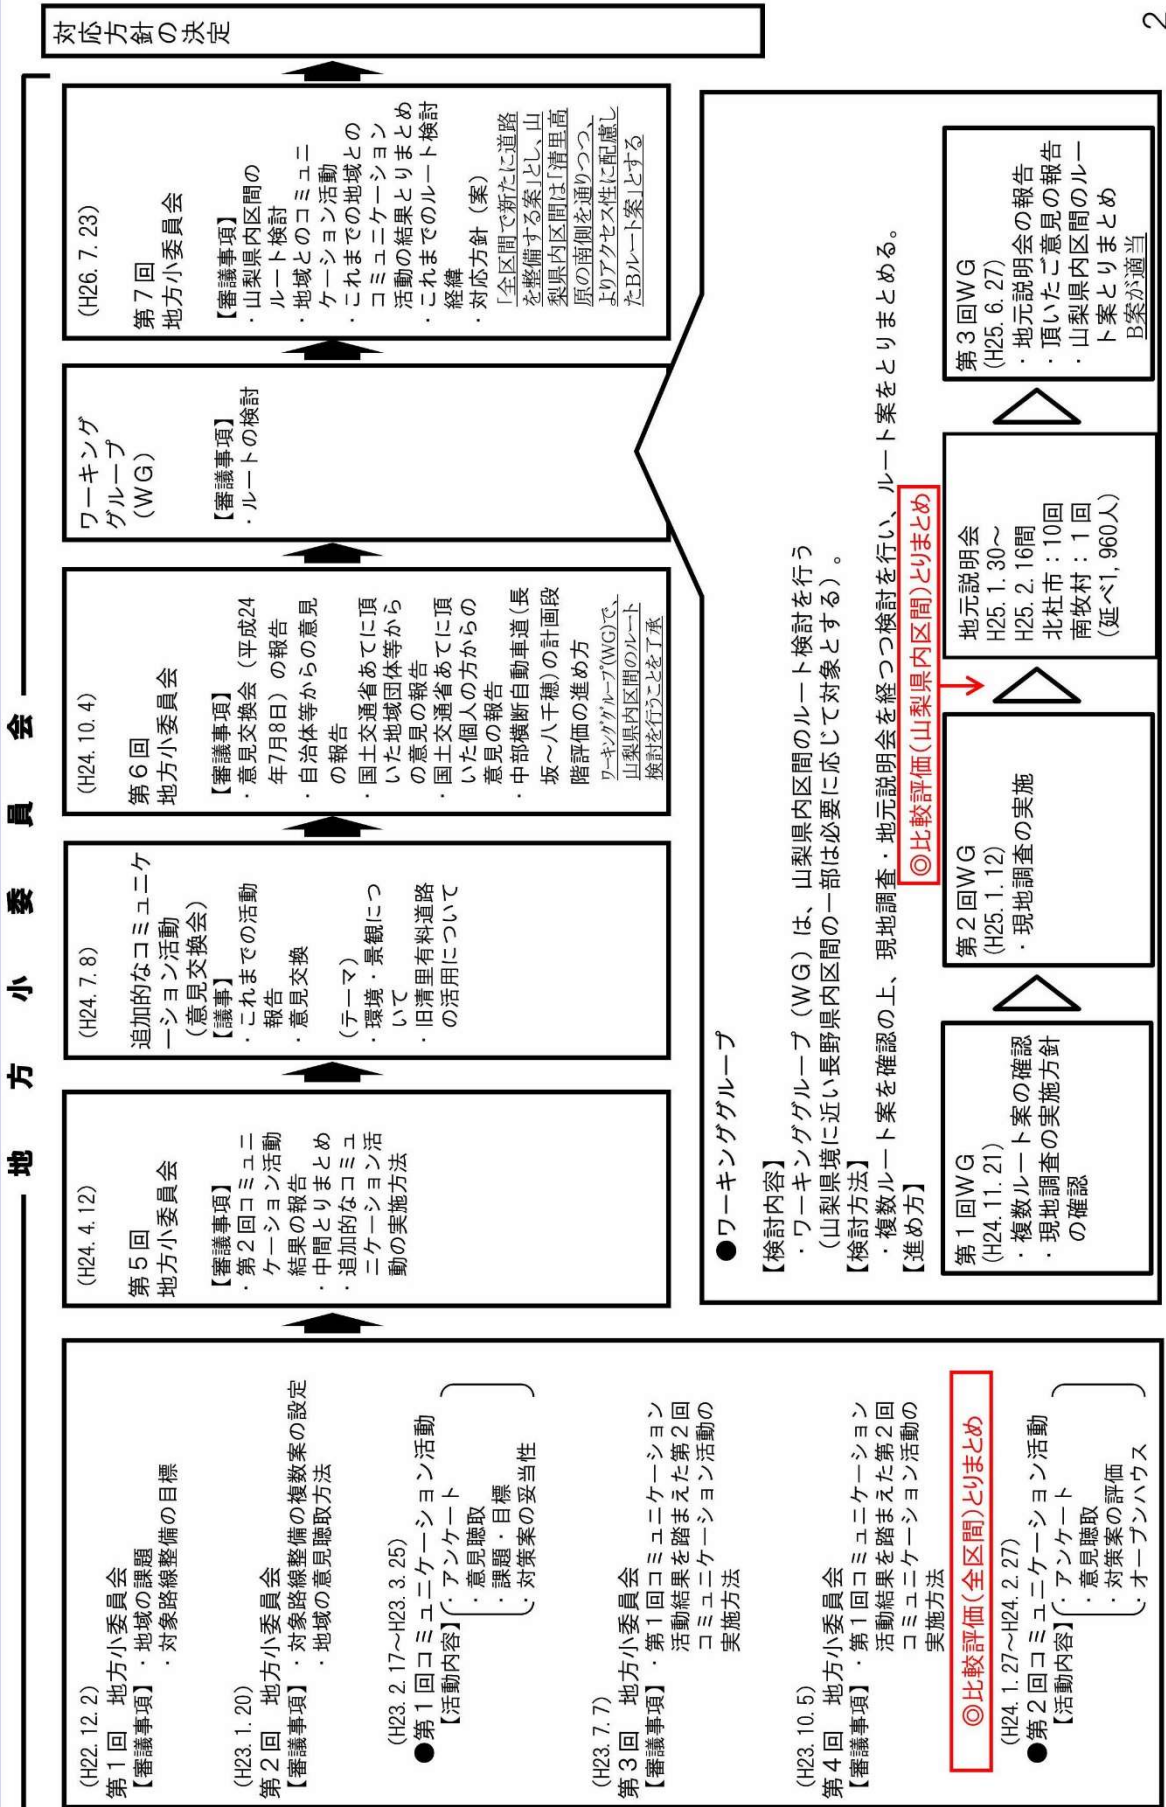 地方小委員会
(H22.12.2)
第1回　地方小委員会
【審議事項】・地域の課題
・対象路線整備の目標
(H23.1.20)
第2回　地方小委員会
【審議事項】・対象路線整備の複数案の設定
・地域の意見聴取方法
(H23.2.17～H23.3.25)
●第1回コミュニケーション活動
【活動内容】・アンケート
・意見聴取
・課題・目標
・対策案の妥当性
(H23.7.7)
第3回　地方小委員会
【審議事項】・第1回コミュニケーション
活動結果を踏まえた第2回
コミュニケーション活動の
実施方法
(H23.10.5)
第4回　地方小委員会
【審議事項】・第1回コミュニケーション
活動結果を踏まえた第2回
コミュニケーション活動の
実施方法
◎比較評価(全区間)とりまとめ
(H24.1.27～H24.2.27)
●第2回コミュニケーション活動
【活動内容】・アンケート
・意見聴取
・対策案の評価
・オープンハウス
(H24.4.12)
第5回
地方小委員会
【審議事項】
・第2回コミュニ
ケーション活動
結果の報告
・中間とりまとめ
・追加的なコミュ
ニケーション活
動の実施方法
(H24.7.8)
追加的なコミュニケ
ーション活動
(意見交換会)
【議事】
・これまでの活動
報告
・意見交換
(テーマ)
・環境・景観につ
いて
・旧清里有料道路
の活用について
(H24.10.4)
第6回
地方小委員会
【審議事項】
・意見交換会（平成24
年7月8日）の報告
・自治体等からの意見
の報告
・国土交通省あてに頂
いた地域団体等から
の意見の報告
・国土交通省あてに頂
いた個人の方からの
意見の報告
・中部横断自動車道(長
坂～八千穂)の計画段
階評価の進め方
ワーキンググループ(WG)で、
山梨県内区間のルート
検討を行うことを了承
ワーキング
グループ
(WG)
【審議事項】
・ルートの検討
(H26.7.23)
第7回
地方小委員会
【審議事項】
・山梨県内区間の
ルート検討
・地域とのコミュニ
ケーション活動
・これまでの地域との
コミュニケーション
活動の結果とりまとめ
・これまでのルート検討
経緯
・対応方針（案）
「全区間で新たに道路
を整備する案」とし、山
梨県内区間は「清里高
原の南側を通りつつ、
よりアクセス性に配慮し
たBルート案」とする
対応方針の決定
●ワーキンググループ
【検討内容】
・ワーキンググループ（WG）は、山梨県内区間のルート検討を行う
（山梨県境に近い長野県内区間の一部は必要に応じて対象とする）。
【検討方法】
・複数ルート案を確認の上、現地調査・地元説明会を経つつ検討を行い、ルート案をとりまとめる。
【進め方】
◎比較評価(山梨県内区間)とりまとめ
第1回WG
(H24.11.21)
・複数ルート案の確認
・現地調査の実施方針
の確認
第2回WG
(H25.1.12)
・現地調査の実施
地元説明会
H25.1.30～
H25.2.16間
北杜市：10回
南牧村：1回
(延べ1,960人)
第3回WG
(H25.6.27)
・地元説明会の報告
・頂いたご意見の報告
・山梨県内区間のルー
ト案とりまとめ
B案が適当
2